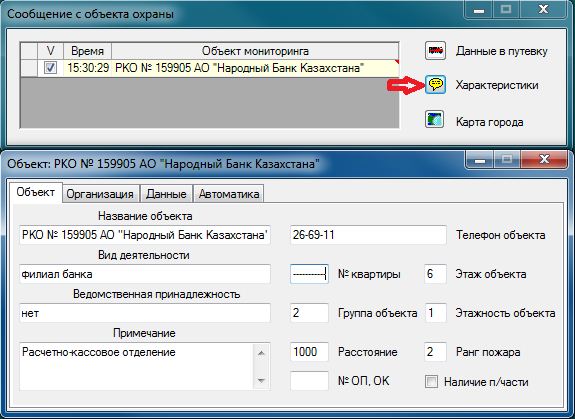 Сообщение с объекта охраны
V Время Объект мониторинга
15:30:29 РКО № 159905 АО "Народный Банк Казахстана"
Данные в путевку
Характеристики
Карта города
Объект: РКО № 159905 АО "Народный Банк Казахстана"
Объект Организация Данные Автоматика
Название объекта
РКО № 159905 АО "Народный Банк Казахстана" 26-69-11 Телефон объекта
Вид деятельности
филиал банка ----------- № квартиры 6 Этаж объекта
Ведомственная принадлежность
нет 2 Группа объекта 1 Этажность объекта
Примечание
Расчетно-кассовое отделение 1000 Расстояние 2 Ранг пожара
№ ОП, ОК Наличие п/части